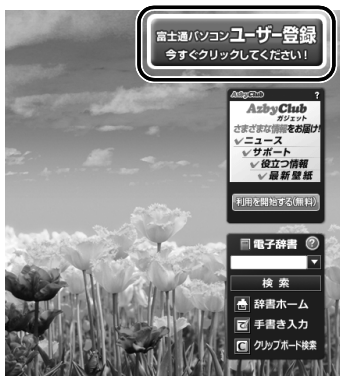 富士通パソコンユーザー登録
今すぐクリックしてください！
AzbyClub ?
AzbyClub
ガジェット
さまざまな情報をお届け!
ニュース
サポート
役立つ情報
最新壁紙
利用を開始する(無料)
電子辞書 ?
検索
辞書ホーム
手書き入力
クリップボード検索